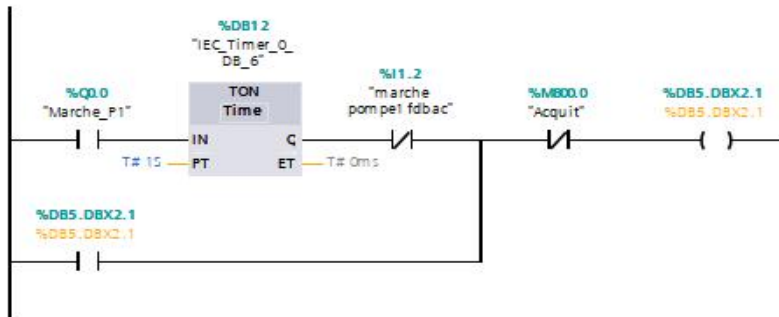 %DB12
"IEC_Timer_0_
DB_6"
%Q0.0
"Marche_P1"
TON
Time
%I1.2
"marche
pompe1 fdbac"
%M800.0
"Acquit"
%DB5.DBX2.1
%DB5.DBX2.1
IN Q
T# 1S PT ET T# 0ms
%DB5.DBX2.1
%DB5.DBX2.1